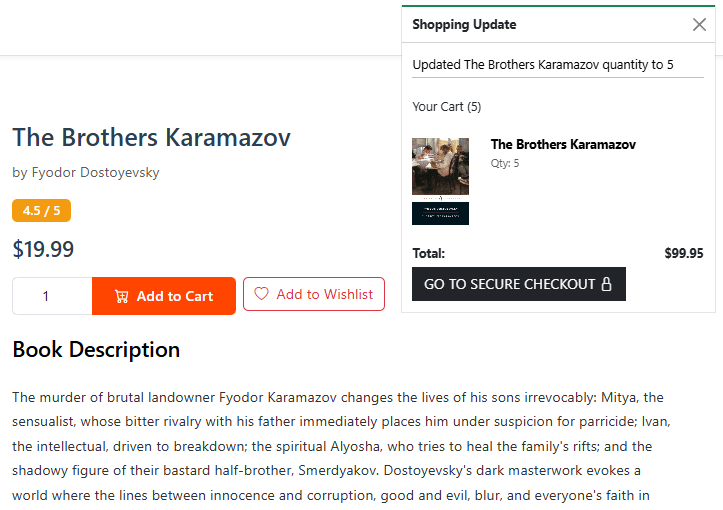 Shopping Update
Updated The Brothers Karamazov quantity to 5
Your Cart (5)
The Brothers Karamazov
Qty: 5
Total: $99.95
GO TO SECURE CHECKOUT
The Brothers Karamazov
by Fyodor Dostoyevsky
4.5 / 5
$19.99
1 Add to Cart Add to Wishlist
Book Description
The murder of brutal landowner Fyodor Karamazov changes the lives of his sons irrevocably: Mitya, the
sensualist, whose bitter rivalry with his father immediately places him under suspicion for parricide; Ivan,
the intellectual, driven to breakdown; the spiritual Alyosha, who tries to heal the family's rifts; and the
shadowy figure of their bastard half-brother, Smerdyakov. Dostoyevsky's dark masterwork evokes a
world where the lines between innocence and corruption, good and evil, blur, and everyone's faith in